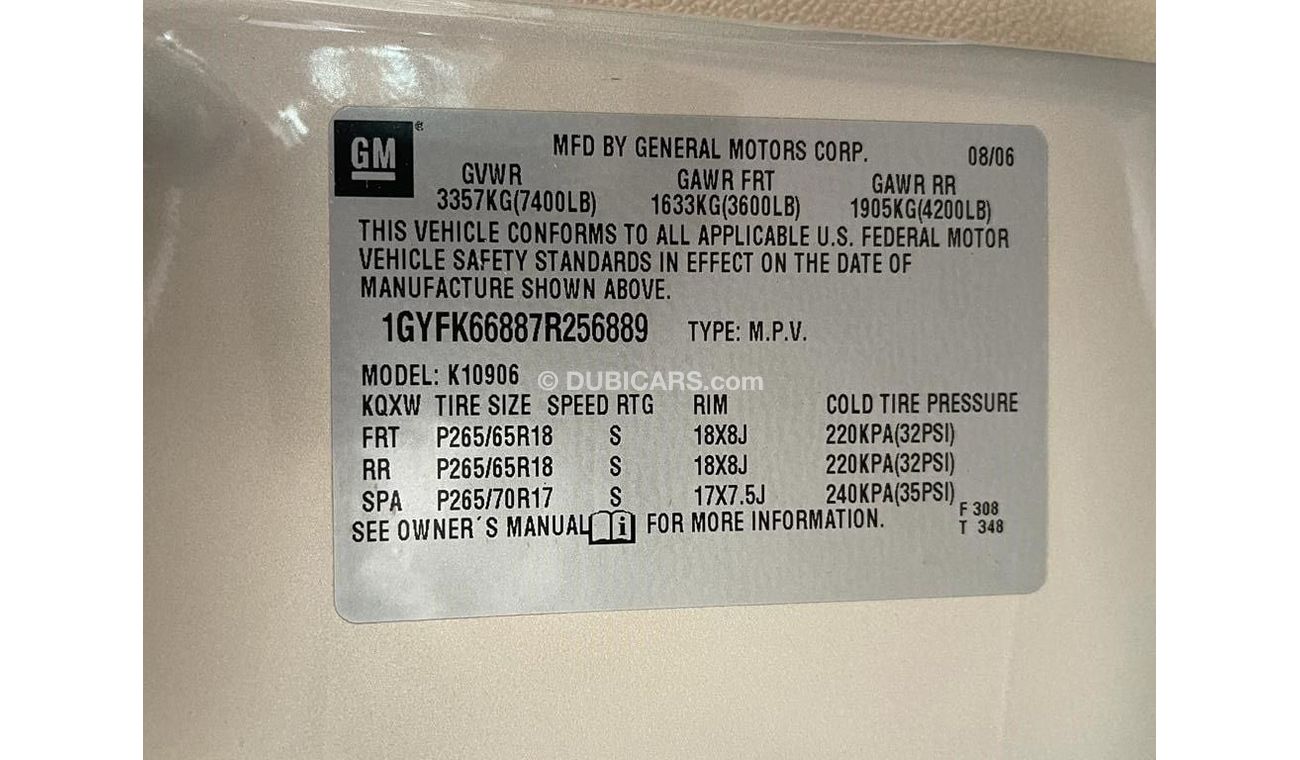 GM® MFD BY GENERAL MOTORS CORP. 08/06
GVWR GAWR FRT GAWR RR
3357KG(7400LB) 1633KG(3600LB) 1905KG(4200LB)
THIS VEHICLE CONFORMS TO ALL APPLICABLE U.S. FEDERAL MOTOR
VEHICLE SAFETY STANDARDS IN EFFECT ON THE DATE OF
MANUFACTURE SHOWN ABOVE.
1GYFK66887R256889 TYPE: M.P.V.
MODEL: K10906
© DUBICARS.com
KQXW TIRE SIZE SPEED RTG RIM COLD TIRE PRESSURE
FRT P265/65R18 S 18X8J 220KPA(32PSI)
RR P265/65R18 S 18X8J 220KPA(32PSI)
SPA P265/70R17 S 17X7.5J 240KPA(35PSI)
SEE OWNER´S MANUAL i FOR MORE INFORMATION. F 308
T 348